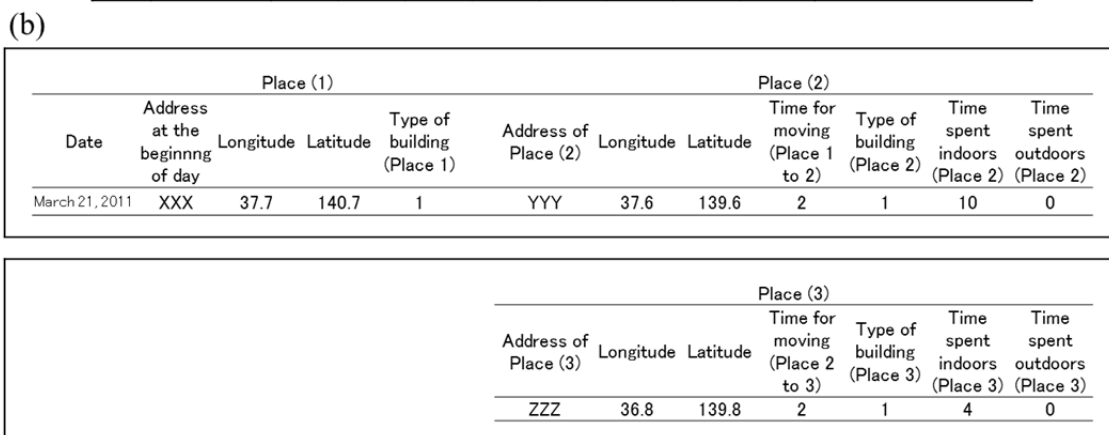 (b)
Place (1) Place (2)
Date Address at the beginnng of day Longitude Latitude Type of building (Place 1) Address of Place (2) Longitude Latitude Time for moving (Place 1 to 2) Type of building (Place 2) Time spent indoors (Place 2) Time spent outdoors (Place 2)
March 21, 2011 XXX 37.7 140.7 1 YYY 37.6 139.6 2 1 10 0
Place (3)
Address of Place (3) Longitude Latitude Time for moving (Place 2 to 3) Type of building (Place 3) Time spent indoors (Place 3) Time spent outdoors (Place 3)
ZZZ 36.8 139.8 2 1 4 0